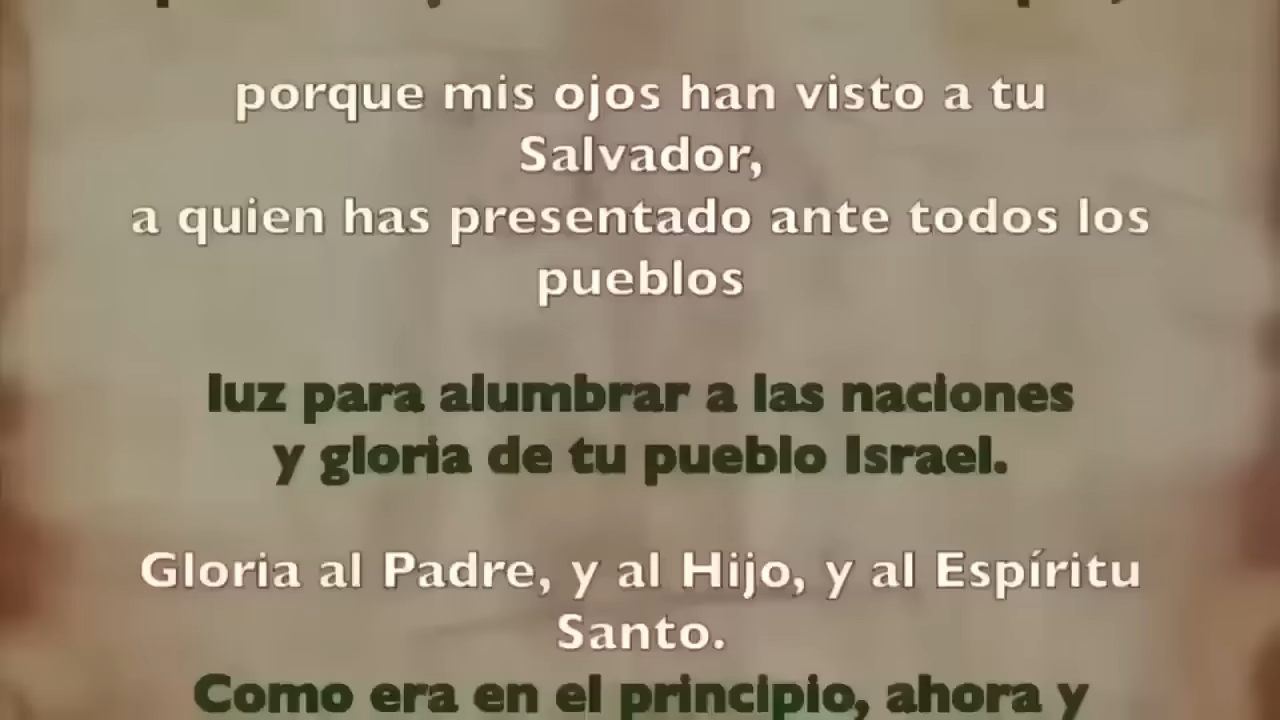 porque mis ojos han visto a tu
Salvador,
a quien has presentado ante todos los
pueblos
luz para alumbrar a las naciones
y gloria de tu pueblo Israel.
Gloria al Padre, y al Hijo, y al Espíritu
Santo.
Como era en el principio, ahora y